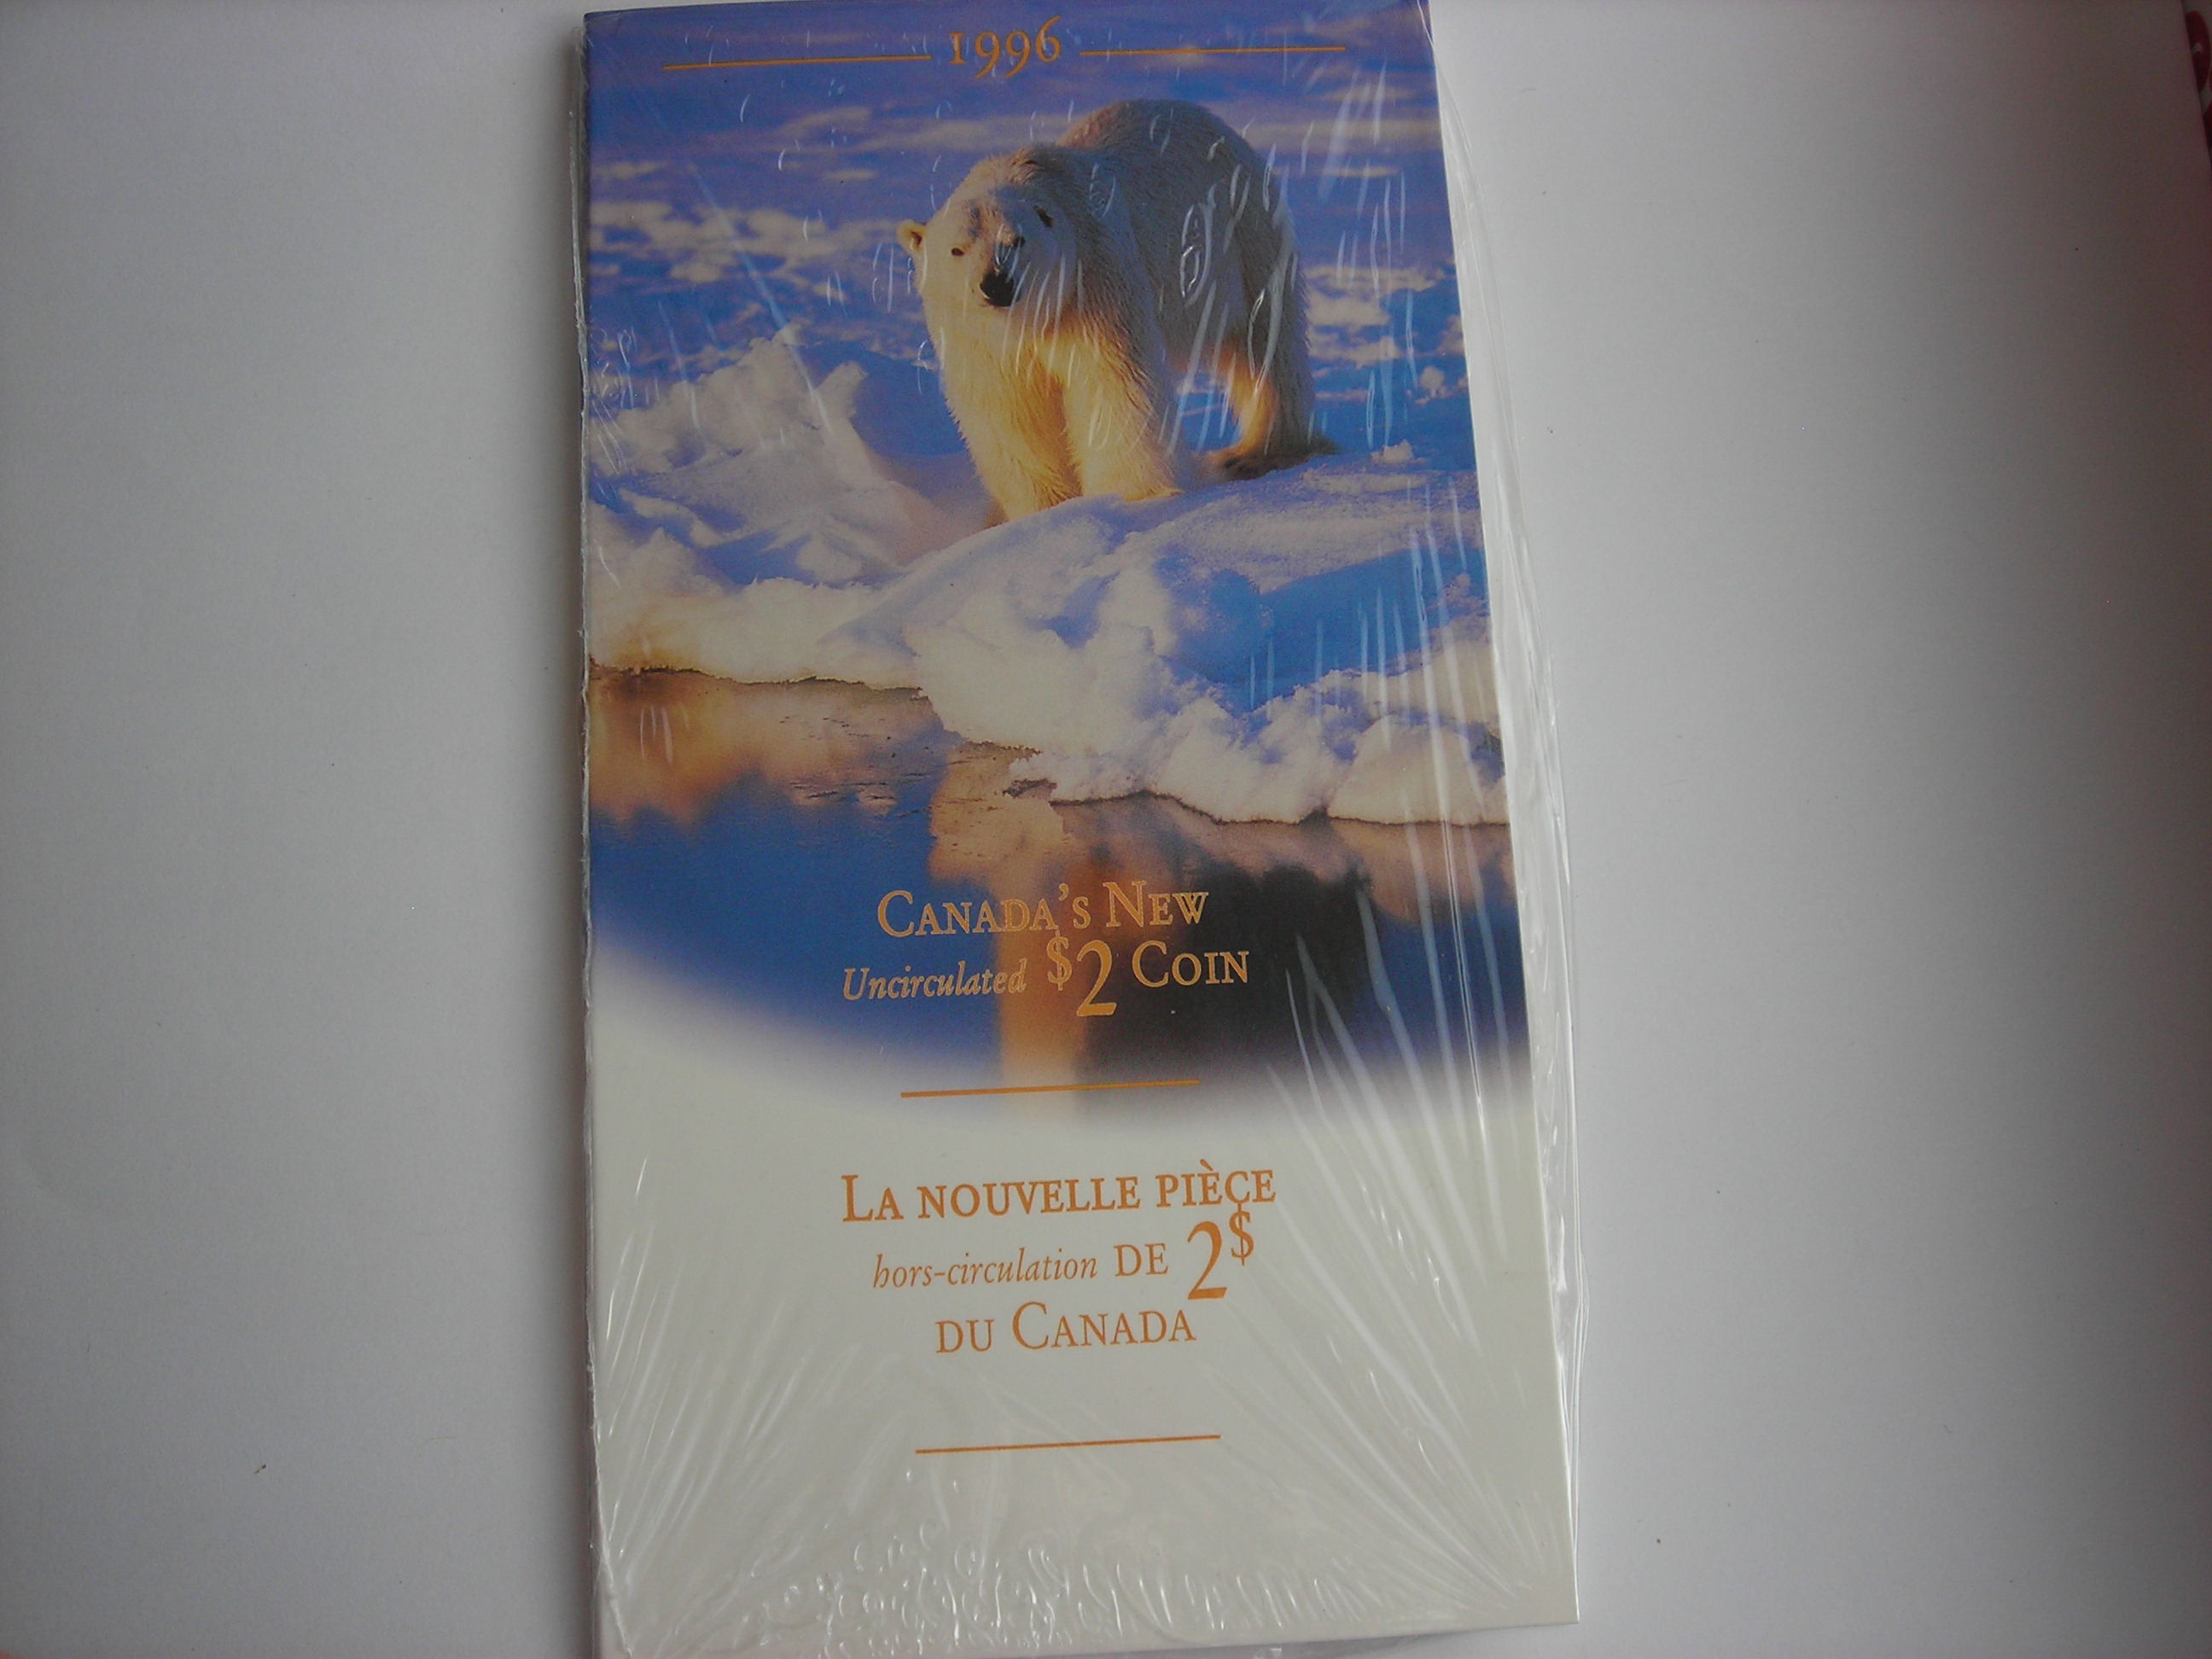 1996
Canada's New
Uncirculated $2 Coin
La nouvelle pièce
hors-circulation de 2$
du Canada